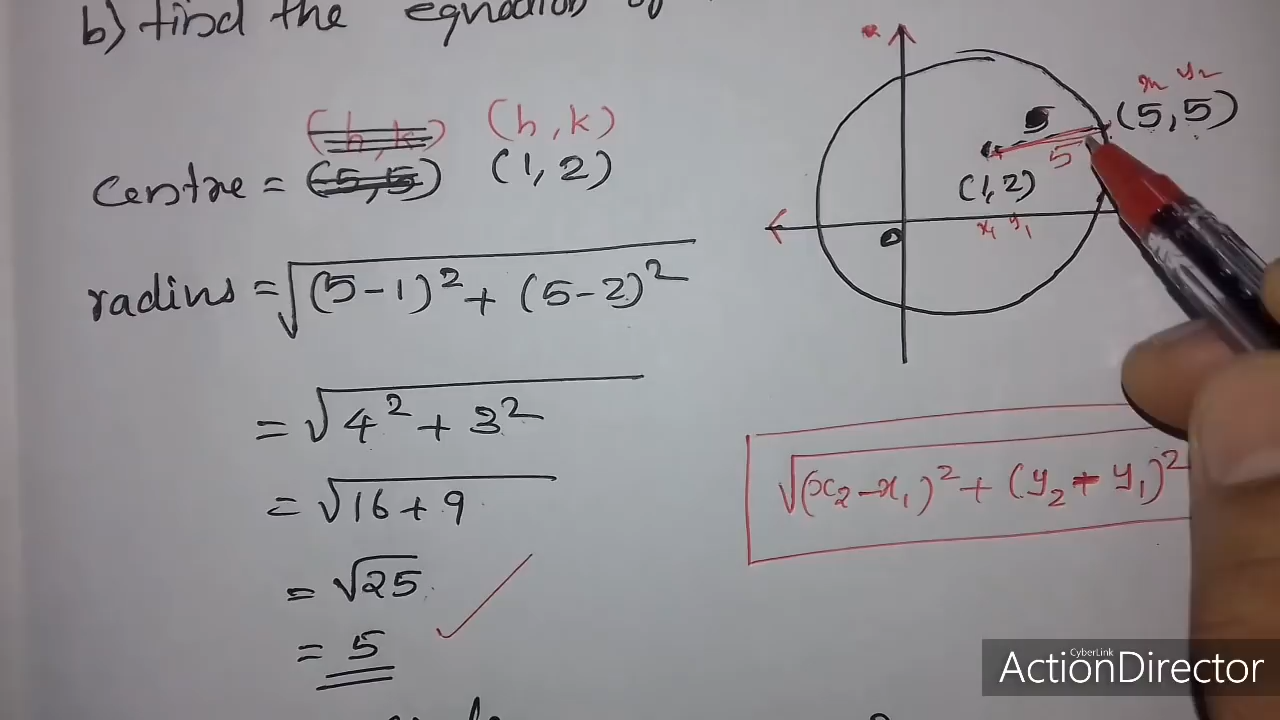 b) find the equation of
(h, k) (h, k)
centre = (5,5) (1, 2)
radius = √(5-1)² + (5-2)²
= √4² + 3²
= √16 + 9
= √25
= 5
y₂
(5,5)
5
5
(1,2)
x₁ y₁
0
√(x₂-x₁)² + (y₂-y₁)²
CyberLink
ActionDirector